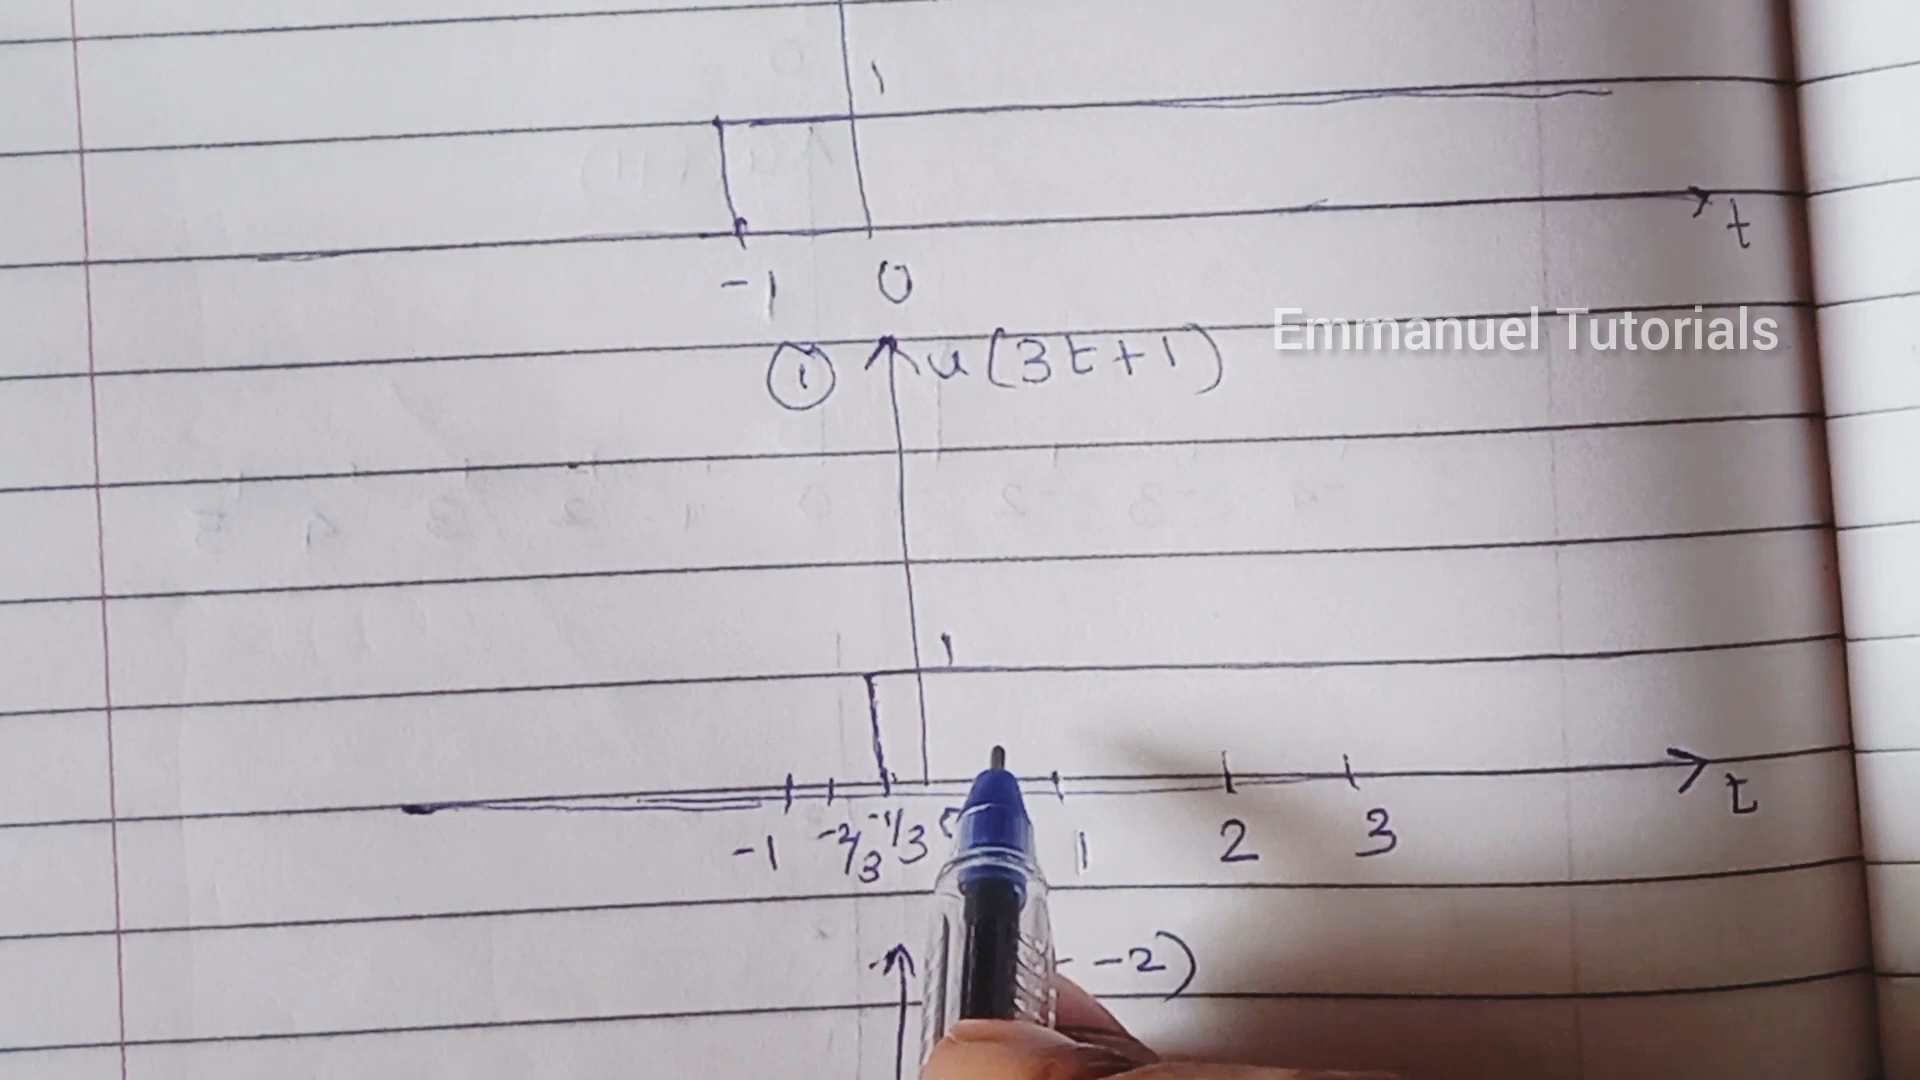 1
t
-1 0
① u(3t+1)
Emmanuel Tutorials
1
t
-1 -2/3 -1/3 1 2 3
-2)